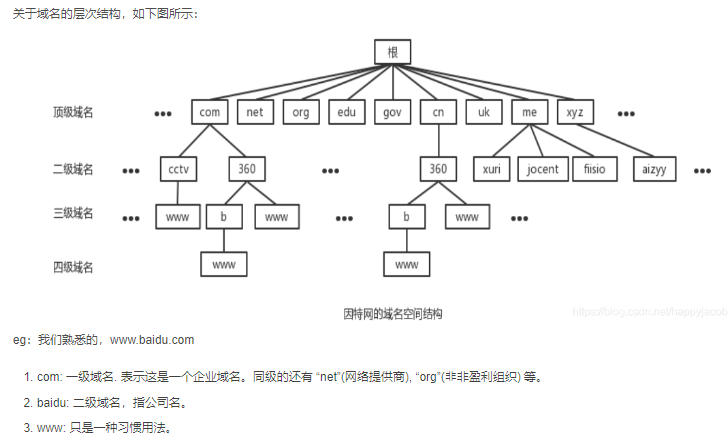 关于域名的层次结构，如下图所示：
根
顶级域名 ••• com net org edu gov cn uk me xyz •••
二级域名 ••• cctv 360 ••• 360 xuri jocent fiisio aizyy •••
三级域名 ••• www b www ••• b www •••
四级域名 www www
因特网的域名空间结构
https://blog.csdn.net/happyjacob
eg：我们熟悉的，www.baidu.com
1. com: 一级域名. 表示这是一个企业域名。同级的还有 “net”(网络提供商), “org”(非非盈利组织) 等。
2. baidu: 二级域名，指公司名。
3. www: 只是一种习惯用法。